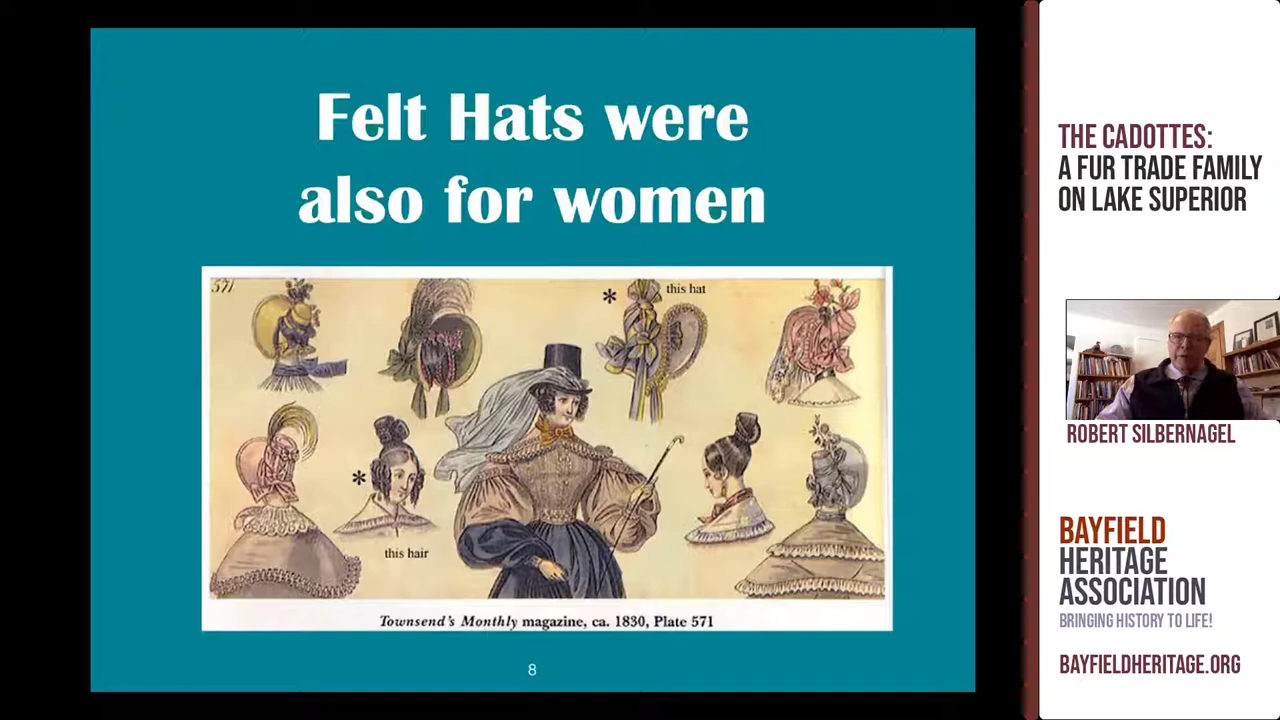 Felt Hats were
also for women
571
*
this hat
*
this hair
Townsend's Monthly magazine, ca. 1830, Plate 571
8
THE CADOTTES:
A FUR TRADE FAMILY
ON LAKE SUPERIOR
ROBERT SILBERNAGEL
BAYFIELD
HERITAGE
ASSOCIATION
BRINGING HISTORY TO LIFE!
BAYFIELDHERITAGE.ORG